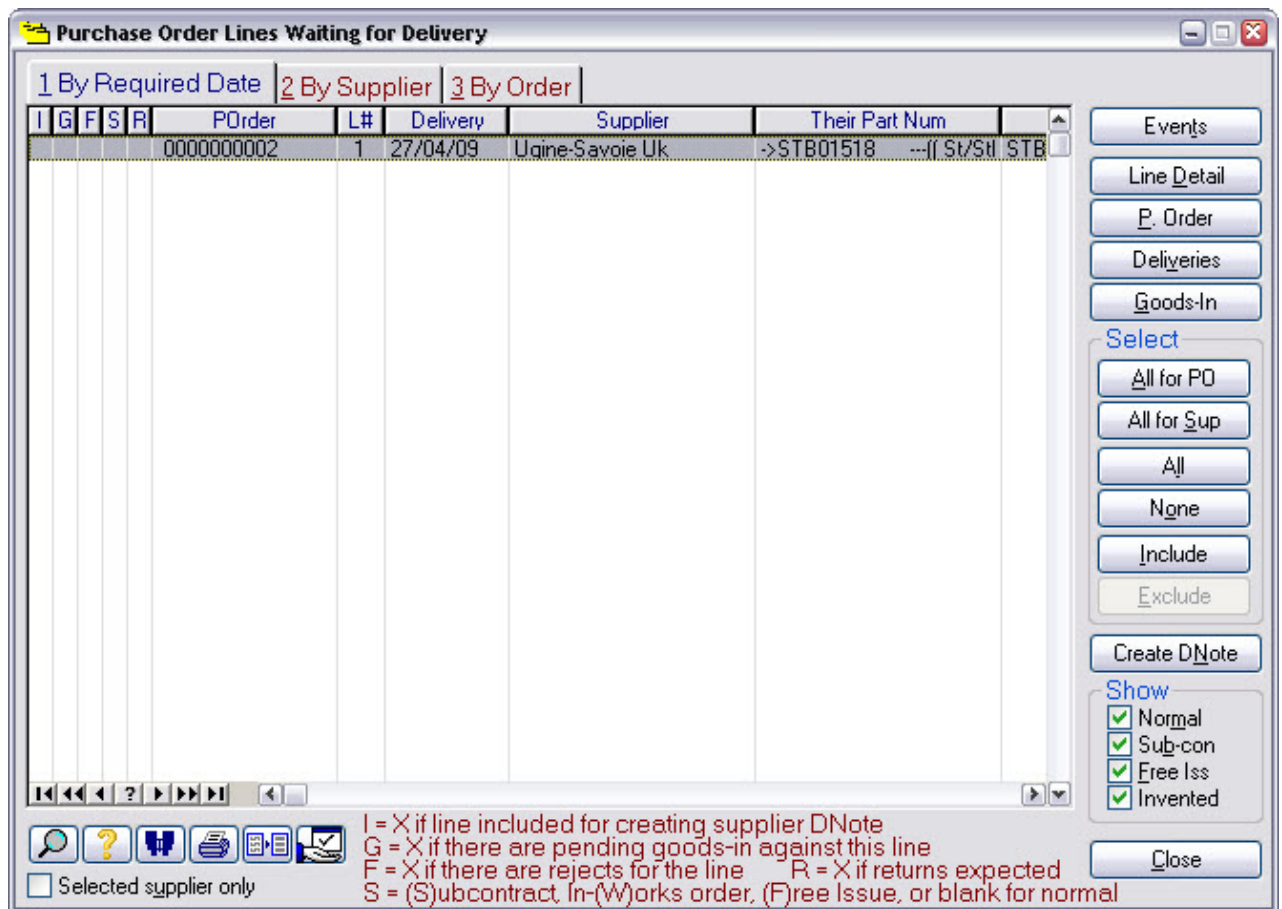 Purchase Order Lines Waiting for Delivery
1 By Required Date 2 By Supplier 3 By Order
I G F S R POrder L# Delivery Supplier Their Part Num
0000000002 1 27/04/09 Ugine-Savoie Uk ->STB01518 ---(( St/Stl STB
Events
Line Detail
P. Order
Deliveries
Goods-In
Select
All for PO
All for Sup
All
None
Include
Exclude
Create DNote
Show
Normal
Sub-con
Free Iss
Invented
Close
?
?
I = X if line included for creating supplier DNote
G = X if there are pending goods-in against this line
F = X if there are rejects for the line R = X if returns expected
S = (S)ubcontract, In-(W)orks order, (F)ree Issue, or blank for normal
Selected supplier only